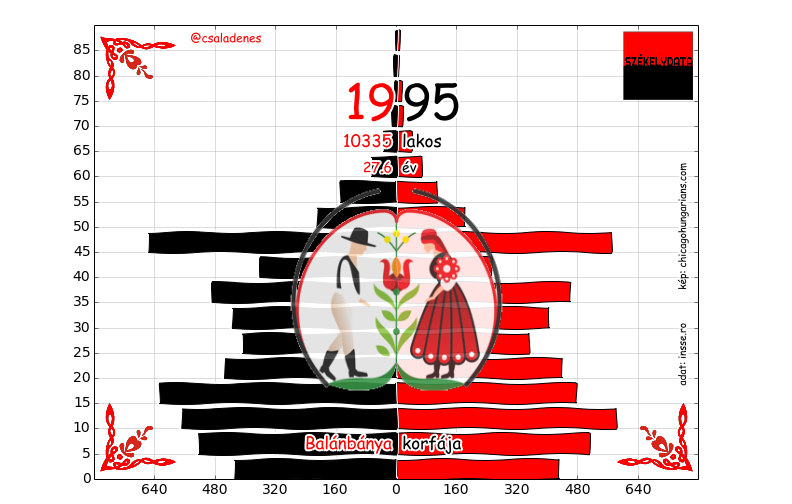 @csaladenes
SZÉKELYDATA
1995
10335 lakos
27.6 év
kép: chicagohungarians.com
adat: insse.ro
Balánbánya korfája
85
80
75
70
65
60
55
50
45
40
35
30
25
20
15
10
5
0
640 480 320 160 0 160 320 480 640